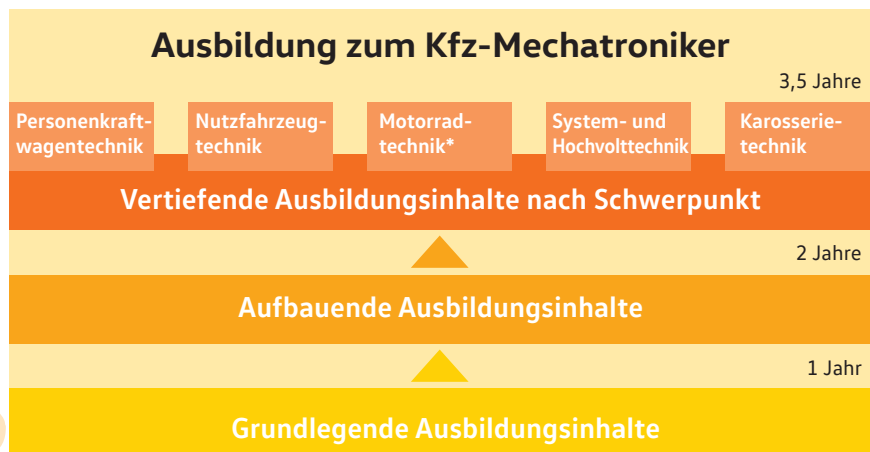 Ausbildung zum Kfz-Mechatroniker
3,5 Jahre
Personenkraft-
wagentechnik
Nutzfahrzeug-
technik
Motorrad-
technik*
System- und
Hochvolttechnik
Karosserie-
technik
Vertiefende Ausbildungsinhalte nach Schwerpunkt
2 Jahre
Aufbauende Ausbildungsinhalte
1 Jahr
Grundlegende Ausbildungsinhalte